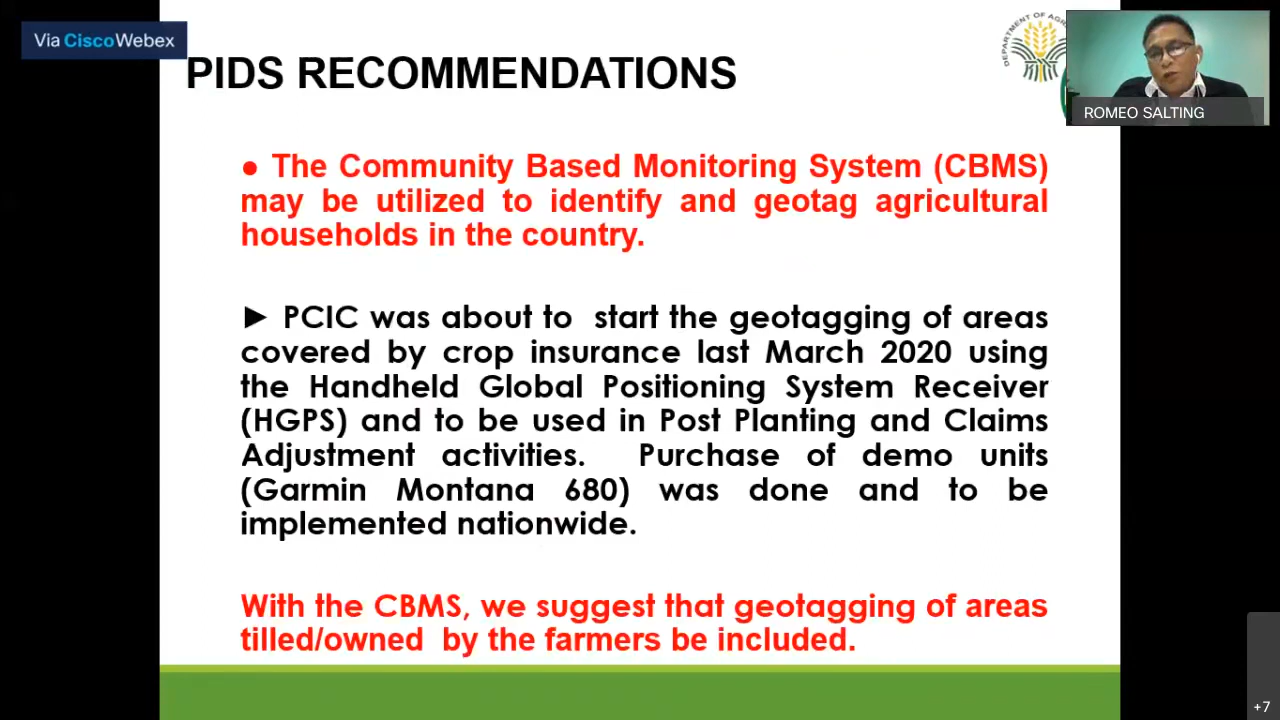 Via CiscoWebex
PIDS RECOMMENDATIONS
DEPARTMENT OF AGR
ROMEO SALTING
● The Community Based Monitoring System (CBMS)
may be utilized to identify and geotag agricultural
households in the country.
► PCIC was about to start the geotagging of areas
covered by crop insurance last March 2020 using
the Handheld Global Positioning System Receiver
(HGPS) and to be used in Post Planting and Claims
Adjustment activities. Purchase of demo units
(Garmin Montana 680) was done and to be
implemented nationwide.
With the CBMS, we suggest that geotagging of areas
tilled/owned by the farmers be included.
+7